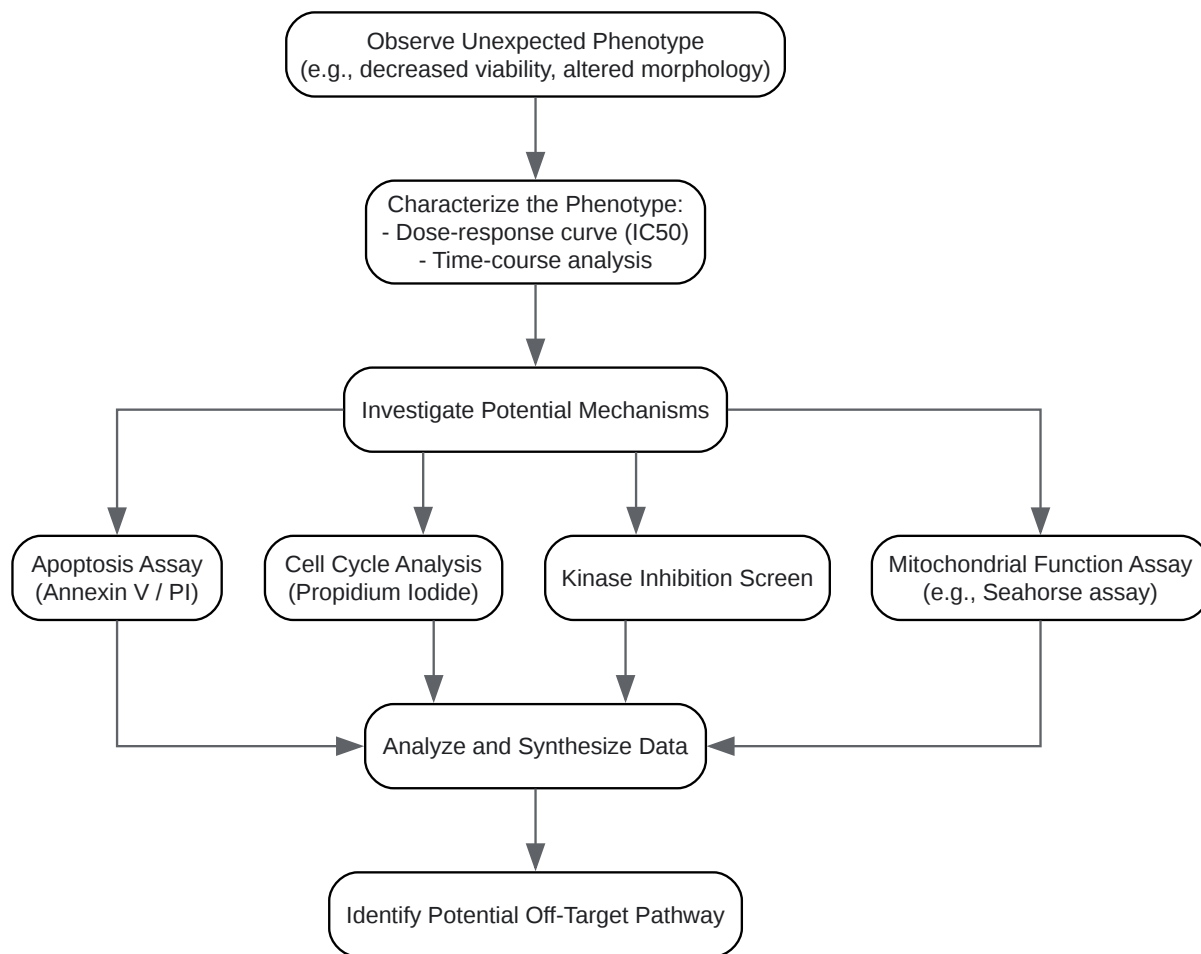 Observe Unexpected Phenotype
(e.g., decreased viability, altered morphology)
Characterize the Phenotype:
- Dose-response curve (IC50)
- Time-course analysis
Investigate Potential Mechanisms
Apoptosis Assay
(Annexin V / PI)
Cell Cycle Analysis
(Propidium Iodide)
Kinase Inhibition Screen
Mitochondrial Function Assay
(e.g., Seahorse assay)
Analyze and Synthesize Data
Identify Potential Off-Target Pathway